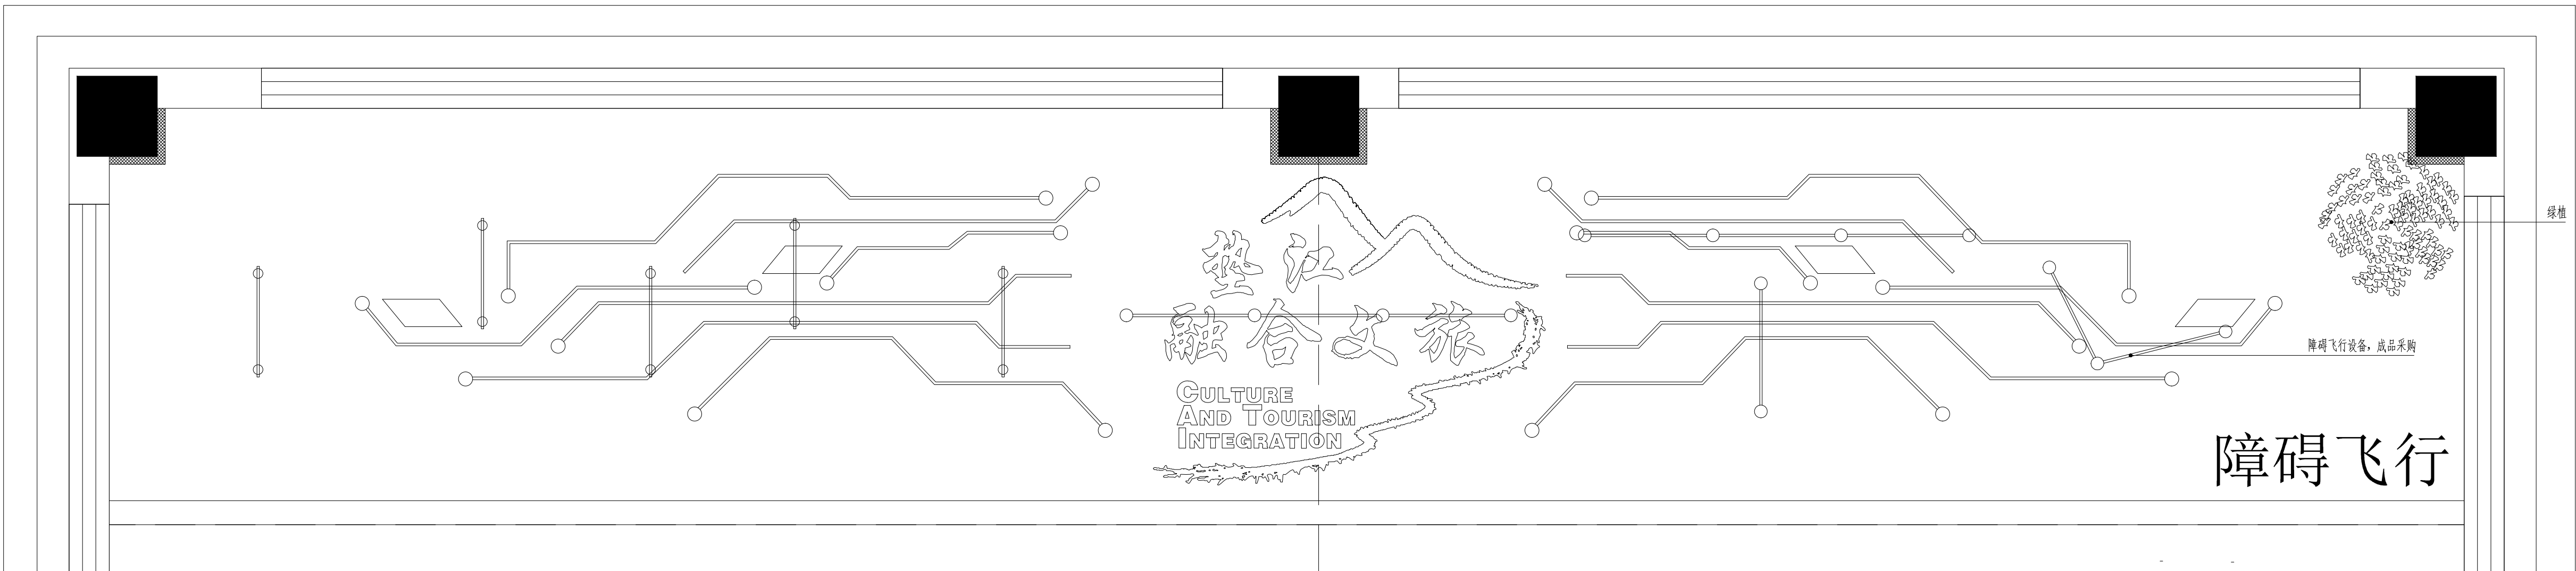 绿植
垫江
融合文旅
障碍飞行设备，成品采购
CULTURE
AND TOURISM
INTEGRATION
障碍飞行